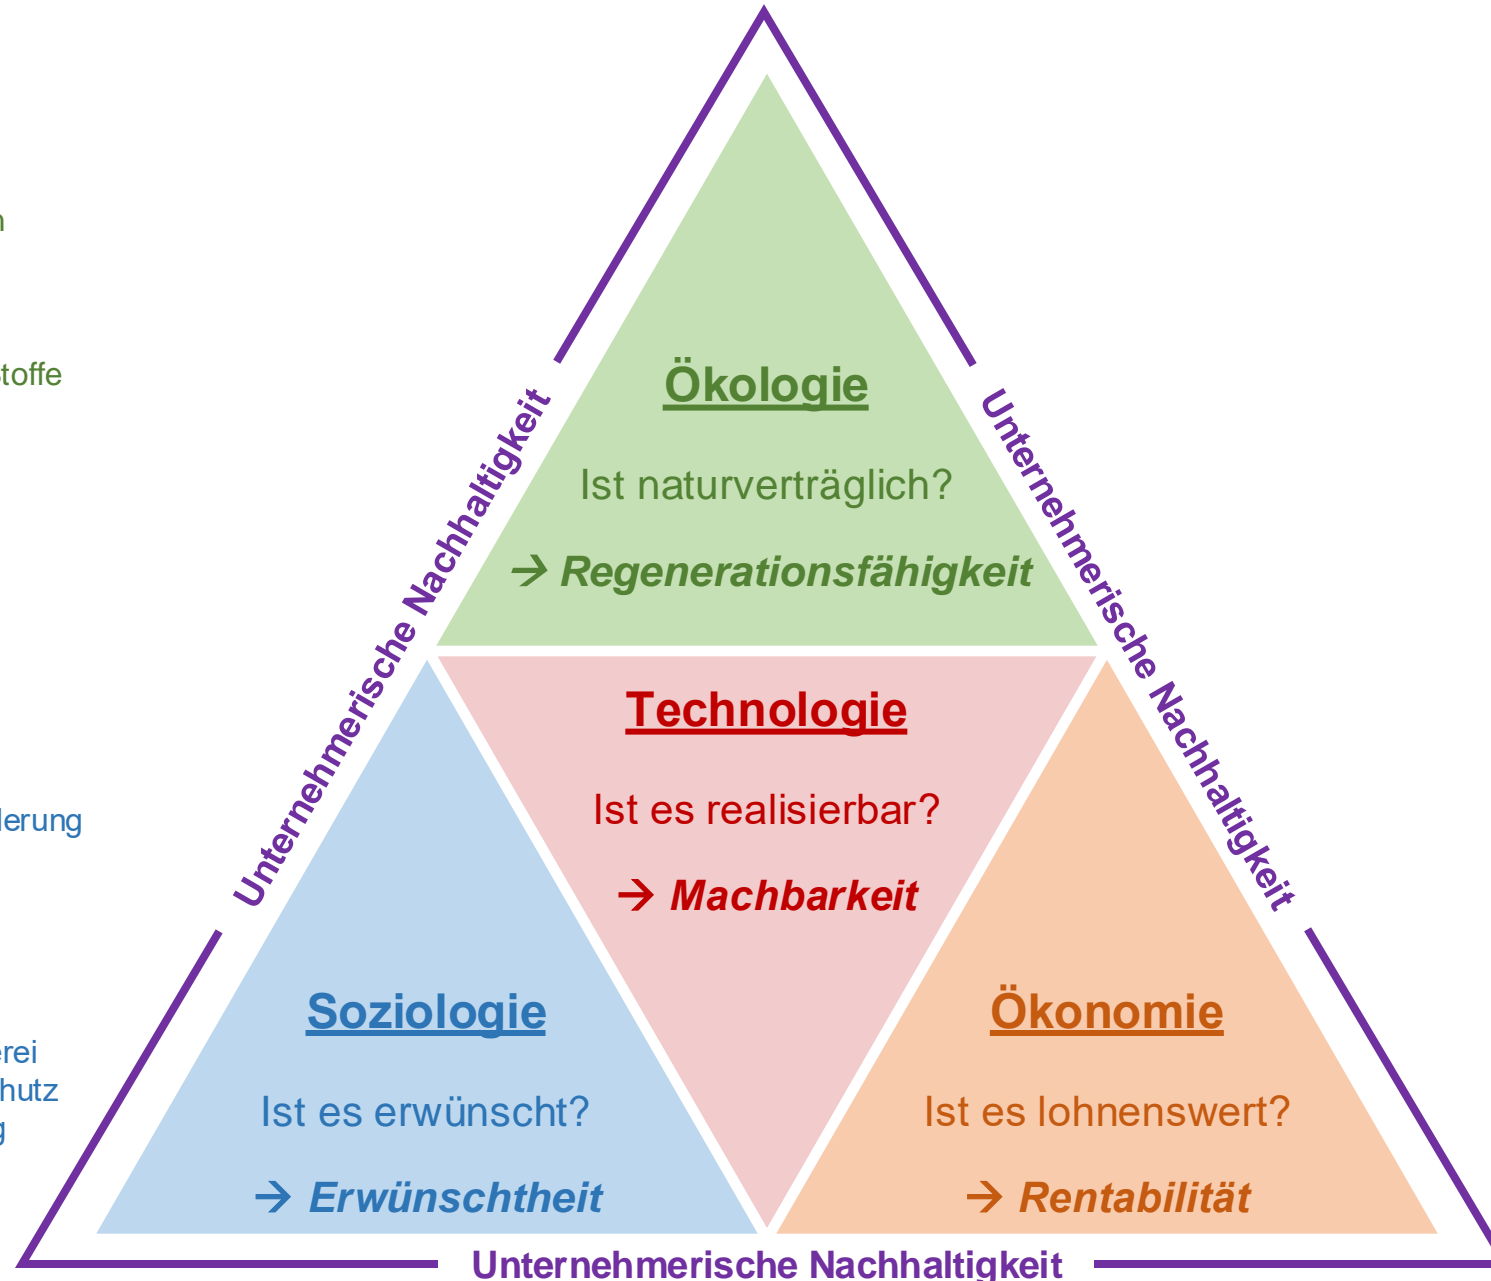 Ökologie
Ist naturverträglich?
→ Regenerationsfähigkeit
Unternehmerische Nachhaltigkeit
Unternehmerische Nachhaltigkeit
Technologie
Ist es realisierbar?
→ Machbarkeit
Soziologie
Ist es erwünscht?
→ Erwünschtheit
Ökonomie
Ist es lohnenswert?
→ Rentabilität
Unternehmerische Nachhaltigkeit